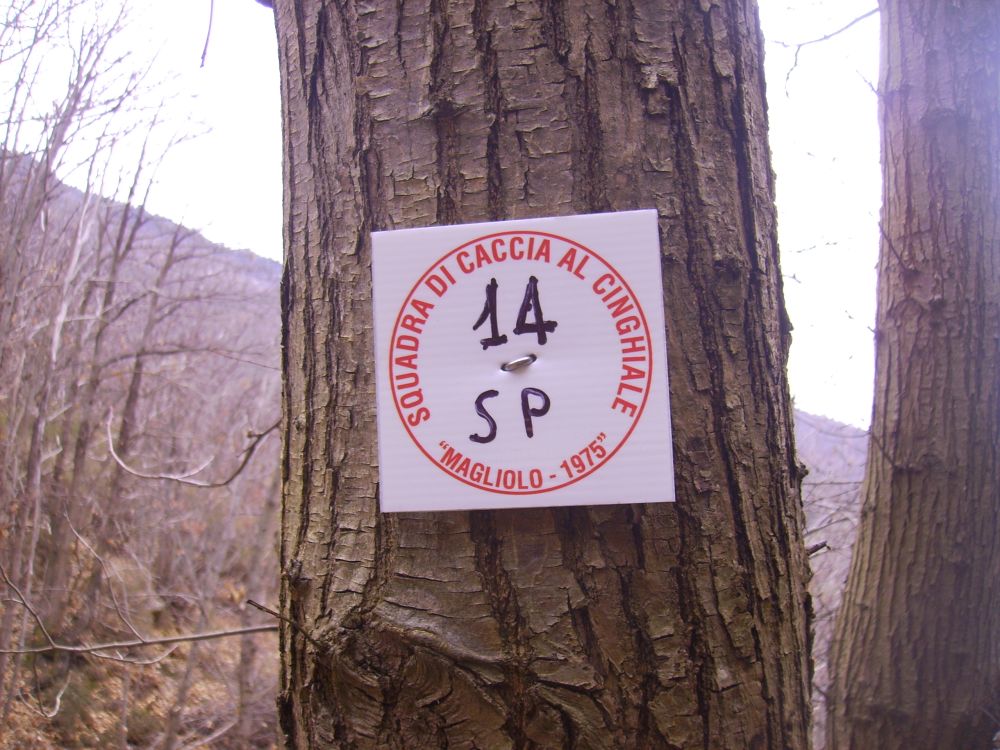 SQUADRA DI CACCIA AL CINGHIALE
14
SP
"MAGLIOLO - 1975"